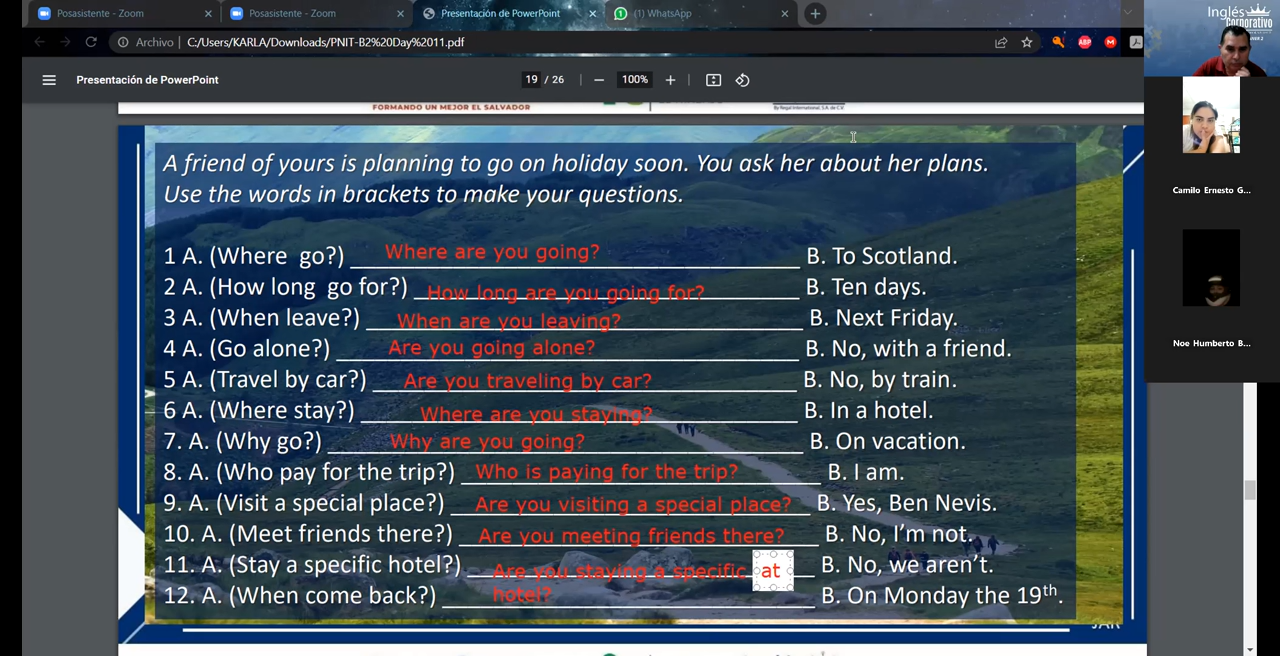 Posasistente - Zoom
Posasistente - Zoom
Presentación de PowerPoint
(1) WhatsApp
Archivo
C:/Users/KARLA/Downloads/PNIT-B2%20Day%2011.pdf
ABP
M
Inglés
Corporativo
Presentación de PowerPoint
19 / 26
100%
FORMANDO UN MEJOR EL SALVADOR
A friend of yours is planning to go on holiday soon. You ask her about her plans.
Use the words in brackets to make your questions.
1 A. (Where go?) Where are you going? B. To Scotland.
2 A. (How long go for?) How long are you going for? B. Ten days.
3 A. (When leave?) When are you leaving? B. Next Friday.
4 A. (Go alone?) Are you going alone? B. No, with a friend.
5 A. (Travel by car?) Are you traveling by car? B. No, by train.
6 A. (Where stay?) Where are you staying? B. In a hotel.
7. A. (Why go?) Why are you going? B. On vacation.
8. A. (Who pay for the trip?) Who is paying for the trip? B. I am.
9. A. (Visit a special place?) Are you visiting a special place? B. Yes, Ben Nevis.
10. A. (Meet friends there?) Are you meeting friends there? B. No, I'm not.
11. A. (Stay a specific hotel?) Are you staying a specific at B. No, we aren't.
hotel?
12. A. (When come back?) B. On Monday the 19th.
JAR
Camilo Ernesto G...
Noe Humberto B...